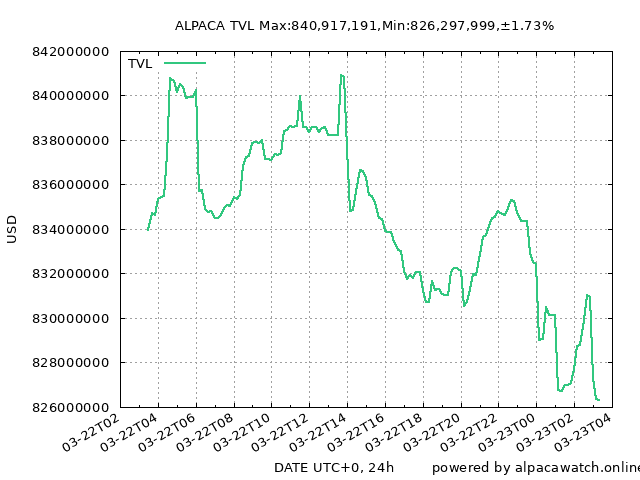 ALPACA TVL Max:840,917,191,Min:826,297,999,±1.73%
842000000
TVL
840000000
838000000
836000000
834000000
832000000
830000000
828000000
826000000
USD
03-22T02
03-22T04
03-22T06
03-22T08
03-22T10
03-22T12
03-22T14
03-22T16
03-22T18
03-22T20
03-22T22
03-23T00
03-23T02
03-23T04
DATE UTC+0, 24h
powered by alpacawatch.online